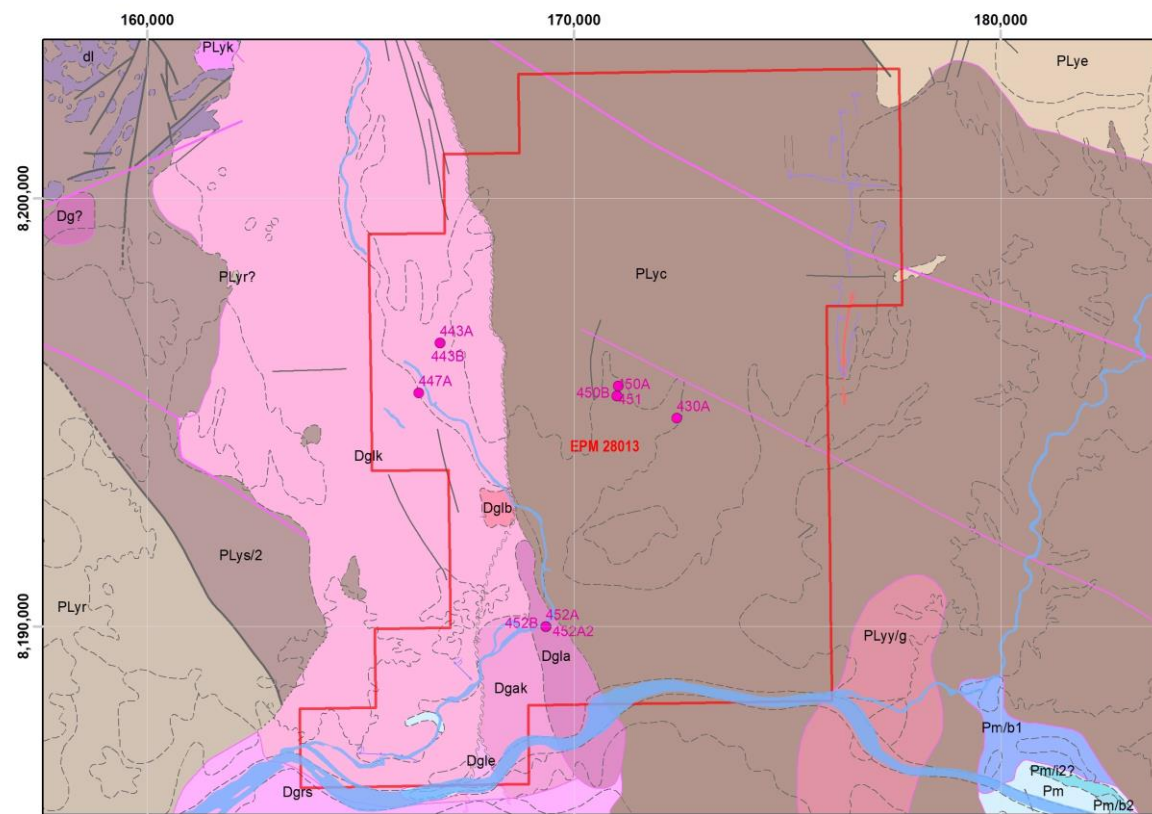 160,000
170,000
180,000
PLyk
dl
PLye
8,200,000
Dg?
PLyr?
PLyc
443A
443B
447A
450A
450B
451
430A
EPM 28013
Dglk
Dglb
PLys/2
PLyr
8,190,000
452A
452B
452A2
Dgla
PLyy/g
Dgak
Pm/b1
Dgle
Pm/i2?
Dgrs
Pm
Pm/b2